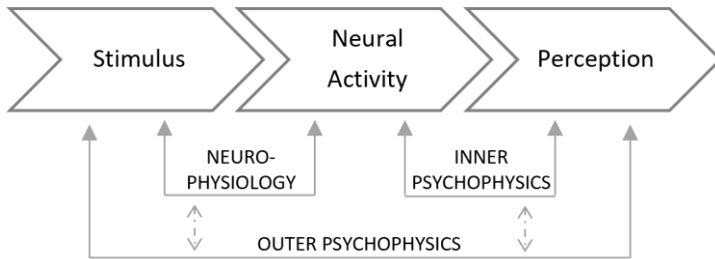 Stimulus
Neural
Activity
Perception
NEURO-
PHYSIOLOGY
INNER
PSYCHOPHYSICS
OUTER PSYCHOPHYSICS